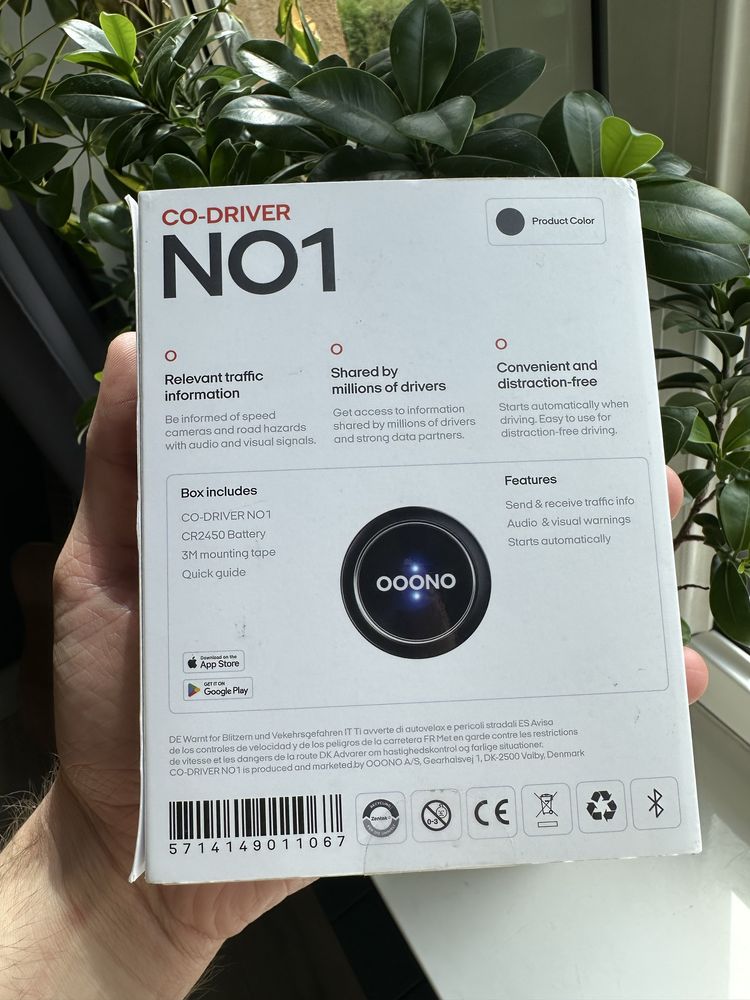 CO-DRIVER
NO1
Product Color
Relevant traffic
information
Be informed of speed
cameras and road hazards
with audio and visual signals.
Shared by
millions of drivers
Get access to information
shared by millions of drivers
and strong data partners.
Convenient and
distraction-free
Starts automatically when
driving. Easy to use for
distraction-free driving.
Box includes
CO-DRIVER NO1
CR2450 Battery
3M mounting tape
Quick guide
OOONO
Features
Send & receive traffic info
Audio & visual warnings
Starts automatically
Download on the
App Store
GET IT ON
Google Play
DE Warnt for Blitzern und Vekehrsgefahren IT Ti avverte di autovelox e pericoli stradali ES Avisa
de los controles de velocidad y de los peligros de la carretera FR Met en garde contre les restrictions
de vitesse et les dangers de la route DK Advarer om hastighedskontrol og farlige situationer.
CO-DRIVER NO1 is produced and marketed by OOONO A/S, Gearhalsvej 1, DK-2500 Valby, Denmark
5714149011067
RECYCLING
Zentek
0-3
CE